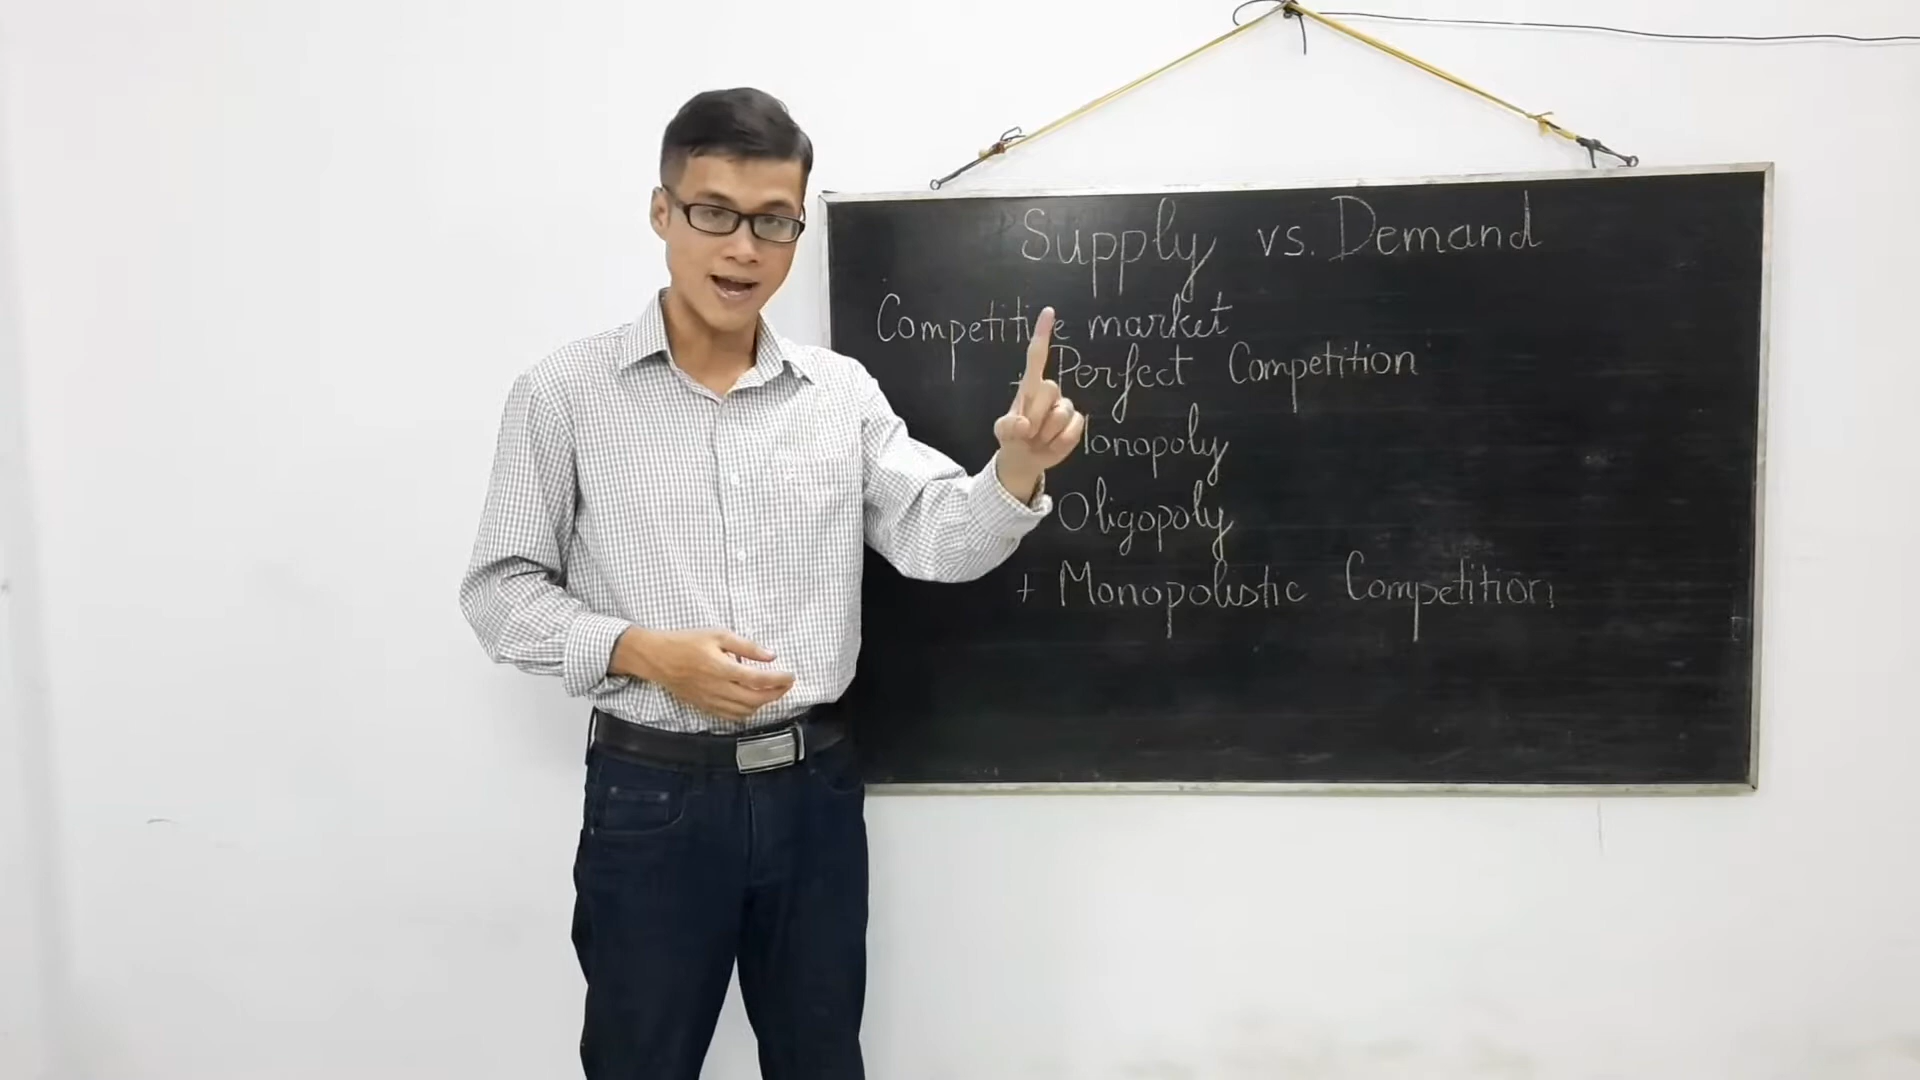 Supply vs. Demand
Competitive market
+ Perfect Competition
Monopoly
Oligopoly
+ Monopolistic Competition